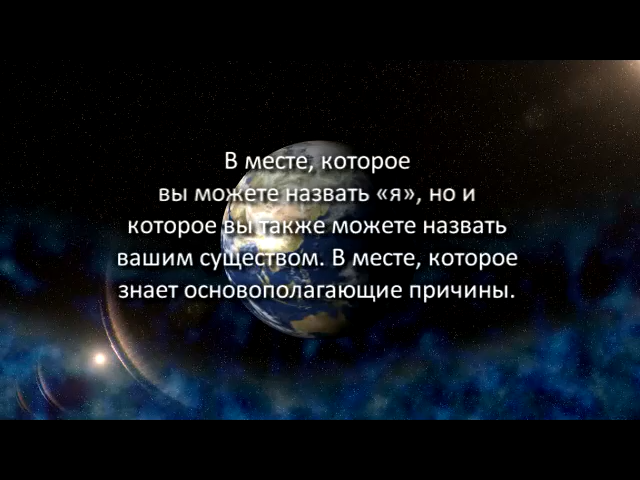 В месте, которое
вы можете назвать «я», но и
которое вы также можете назвать
вашим существом. В месте, которое
знает основополагающие причины.